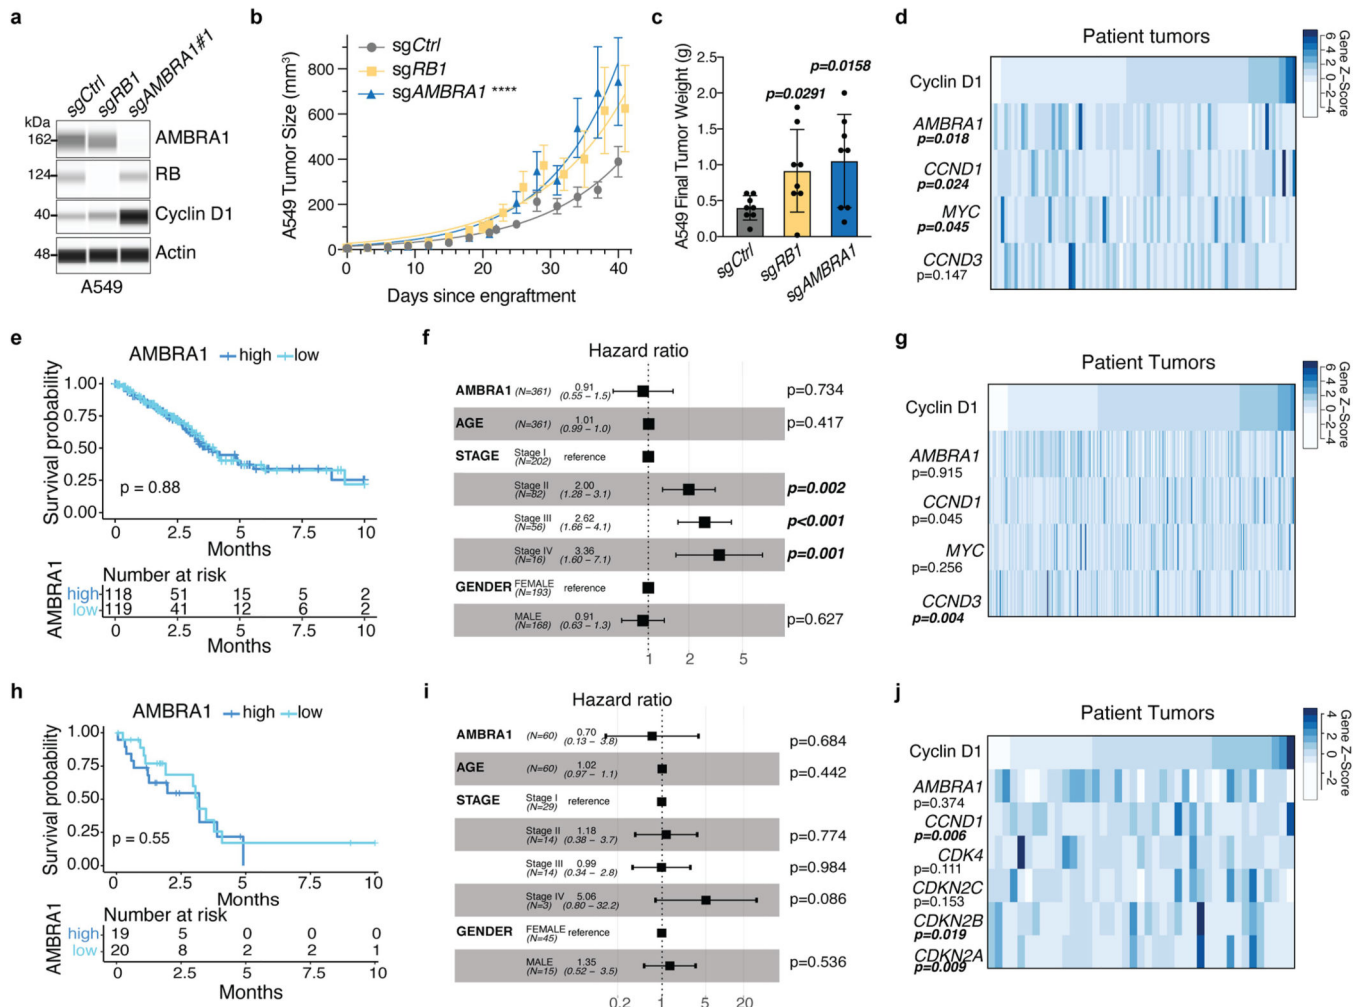 a
sgCtrl
sgRB1
sgAMBRA1#1
kDa
162
AMBRA1
124
RB
40
Cyclin D1
48
Actin
A549
b
A549 Tumor Size (mm³)
800
600
400
200
0
sgCtrl
sgRB1
sgAMBRA1 ****
0 10 20 30 40
Days since engraftment
c
A549 Final Tumor Weight (g)
2.5
2.0
1.5
1.0
0.5
0.0
p=0.0158
p=0.0291
sgCtrl
sgRB1
sgAMBRA1
d
Patient tumors
Cyclin D1
AMBRA1
p=0.018
CCND1
p=0.024
MYC
p=0.045
CCND3
p=0.147
6
4
2
0
−2
−4
Gene Z−Score
e
AMBRA1 high low
Survival probability
1.00
0.75
0.50
0.25
0.00
p = 0.88
0 2.5 5.0 7.5 10
Months
AMBRA1
Number at risk
high 118 51 15 5 2
low 119 41 12 6 2
0 2.5 5.0 7.5 10
Months
f
Hazard ratio
AMBRA1 (N=361) 0.91 (0.55 − 1.5) p=0.734
AGE (N=361) 1.01 (0.99 − 1.0) p=0.417
STAGE Stage I (N=202) reference
Stage II (N=82) 2.00 (1.28 − 3.1) p=0.002
Stage III (N=56) 2.62 (1.66 − 4.1) p<0.001
Stage IV (N=16) 3.36 (1.60 − 7.1) p=0.001
GENDER FEMALE (N=193) reference
MALE (N=168) 0.91 (0.63 − 1.3) p=0.627
1 2 5
g
Patient Tumors
Cyclin D1
AMBRA1
p=0.915
CCND1
p=0.045
MYC
p=0.256
CCND3
p=0.004
6
4
2
0
−2
−4
Gene Z−Score
h
AMBRA1 high low
Survival probability
1.00
0.75
0.50
0.25
0.00
p = 0.55
0 2.5 5.0 7.5 10
Months
AMBRA1
Number at risk
high 19 5 0 0 0
low 20 8 2 2 1
0 2.5 5.0 7.5 10
Months
i
Hazard ratio
AMBRA1 (N=60) 0.70 (0.13 − 3.8) p=0.684
AGE (N=60) 1.02 (0.97 − 1.1) p=0.442
STAGE Stage I (N=29) reference
Stage II (N=14) 1.18 (0.38 − 3.7) p=0.774
Stage III (N=14) 0.99 (0.34 − 2.8) p=0.984
Stage IV (N=3) 5.06 (0.80 − 32.2) p=0.086
GENDER FEMALE (N=45) reference
MALE (N=15) 1.35 (0.52 − 3.5) p=0.536
0.2 1 5 20
j
Patient Tumors
Cyclin D1
AMBRA1
p=0.374
CCND1
p=0.006
CDK4
p=0.111
CDKN2C
p=0.153
CDKN2B
p=0.019
CDKN2A
p=0.009
4
2
0
−2
Gene Z−Score